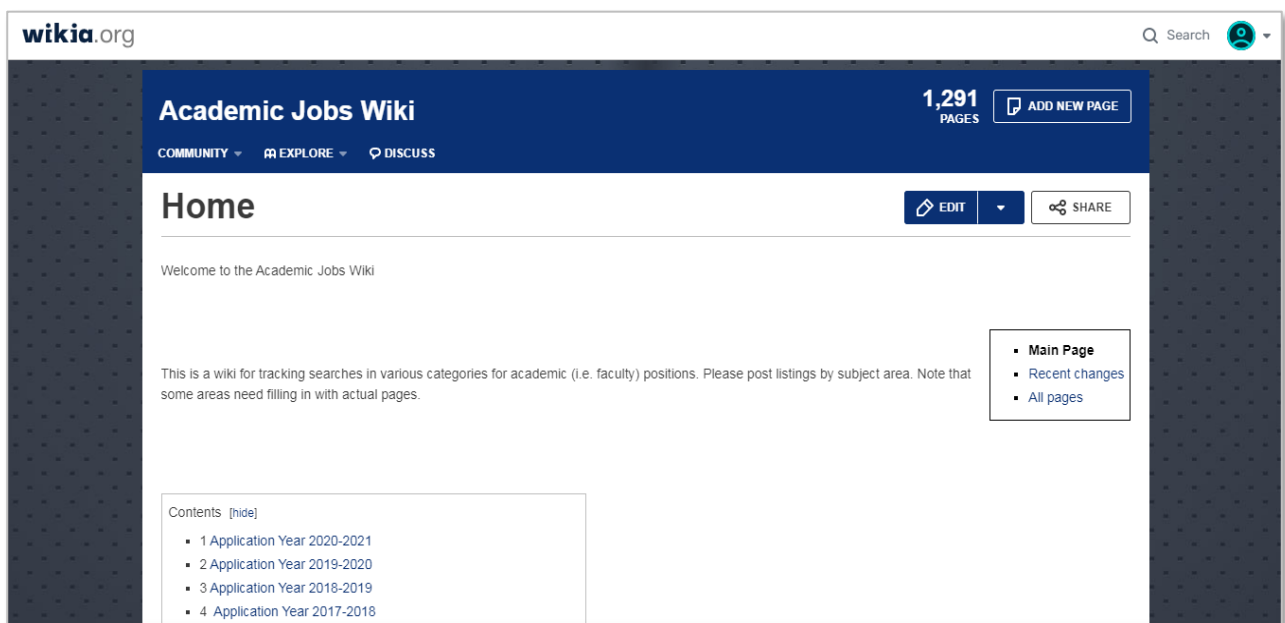 wikia.org
Search
Academic Jobs Wiki
1,291
PAGES
ADD NEW PAGE
COMMUNITY
EXPLORE
DISCUSS
Home
EDIT
SHARE
Welcome to the Academic Jobs Wiki
Main Page
Recent changes
All pages
This is a wiki for tracking searches in various categories for academic (i.e. faculty) positions. Please post listings by subject area. Note that
some areas need filling in with actual pages.
Contents [hide]
1 Application Year 2020-2021
2 Application Year 2019-2020
3 Application Year 2018-2019
4 Application Year 2017-2018